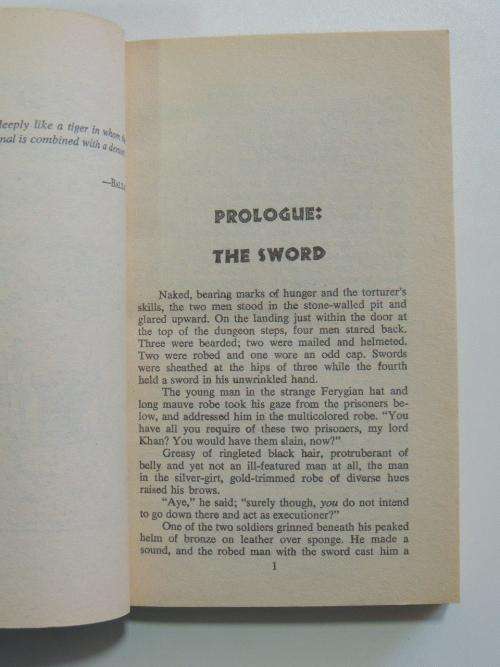 deeply like a tiger in whom
nal is combined with a
PROLOGUE:
THE SWORD
Naked, bearing marks of hunger and the torturer's
skills, the two men stood in the stone-walled pit and
glared upward. On the landing just within the door at
the top of the dungeon steps, four men stared back.
Three were bearded; two were mailed and helmeted.
Two were robed and one wore an odd cap. Swords
were sheathed at the hips of three while the fourth
held a sword in his unwrinkled hand.
The young man in the strange Ferygian hat and
long mauve robe took his gaze from the prisoners be-
low, and addressed him in the multicolored robe. "You
have all you require of these two prisoners, my lord
Khan? You would have them slain, now?"
Greasy of ringleted black hair, protruberant of
belly and yet not an ill-featured man at all, the man
in the silver-girt, gold-trimmed robe of diverse hues
raised his brows.
"Aye," he said; "surely though, you do not intend
to go down there and act as executioner?"
One of the two soldiers grinned beneath his peaked
helm of bronze on leather over sponge. He made a
sound, and the robed man with the sword cast him a
1